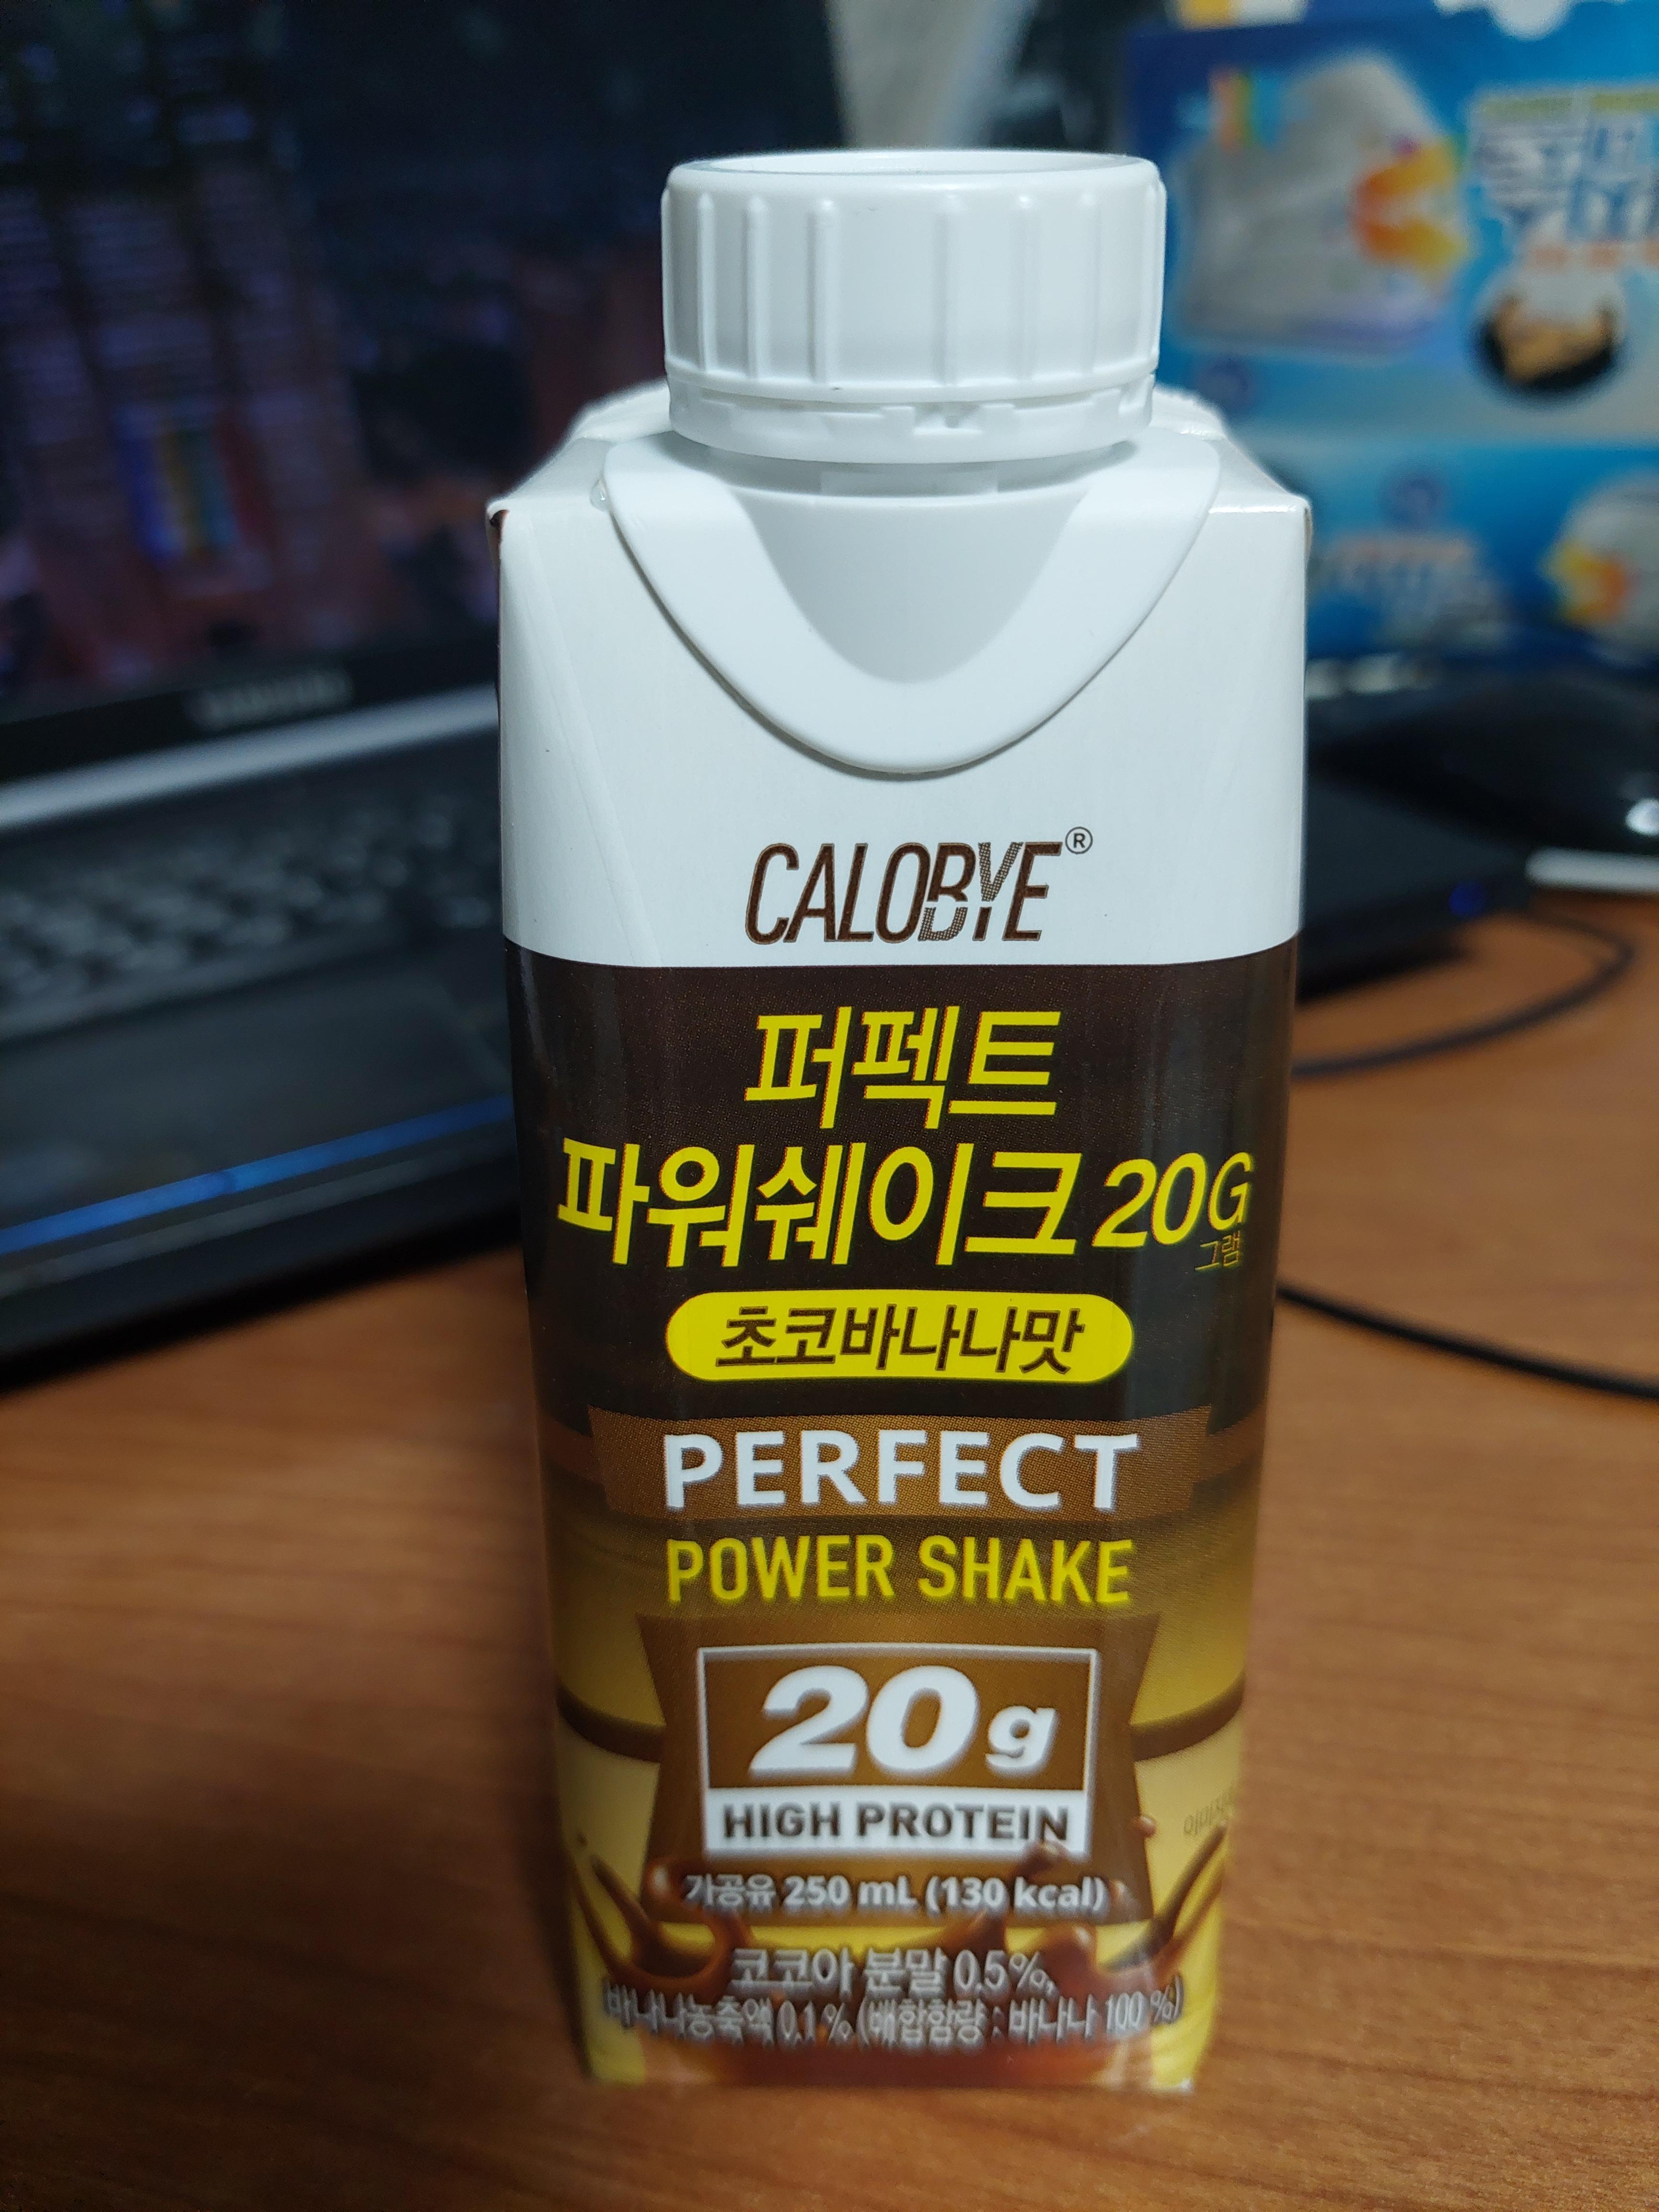 CALOBYE®
퍼펙트
파워쉐이크 20G
그램
초코바나나맛
PERFECT
POWER SHAKE
20g
HIGH PROTEIN
가공유 250 mL (130 kcal)
코코아 분말 0.5%,
바나나농축액 0.1% (배합함량 : 바나나 100 %)